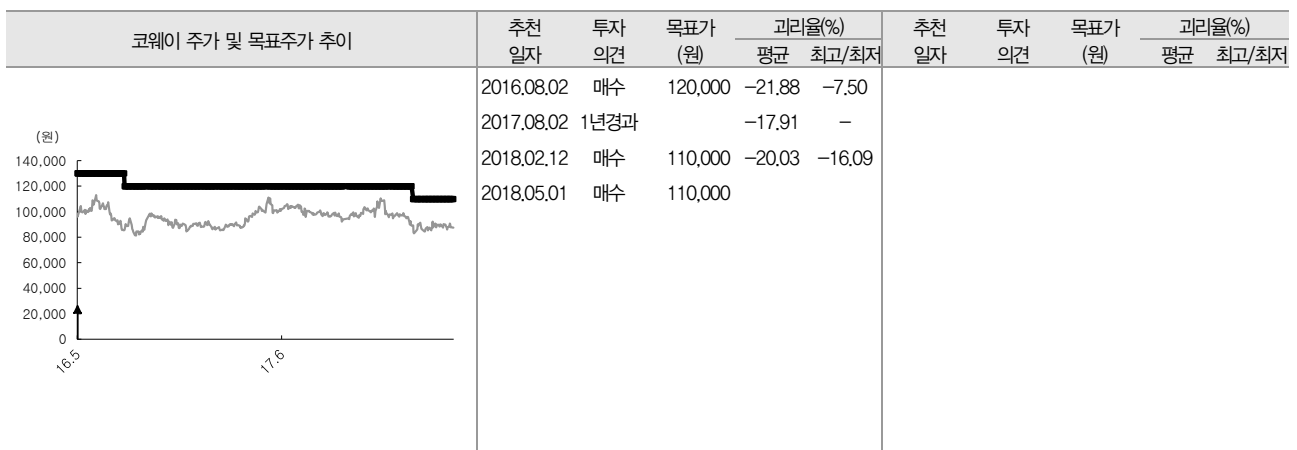 코웨이 주가 및 목표주가 추이
추천 투자 목표가 괴리율(%)
일자 의견 (원) 평균 최고/최저
추천 투자 목표가 괴리율(%)
일자 의견 (원) 평균 최고/최저
2016.08.02 매수 120,000 -21.88 -7.50
2017.08.02 1년경과 -17.91 -
2018.02.12 매수 110,000 -20.03 -16.09
2018.05.01 매수 110,000
(원)
140,000
120,000
100,000
80,000
60,000
40,000
20,000
0
16.5 17.6